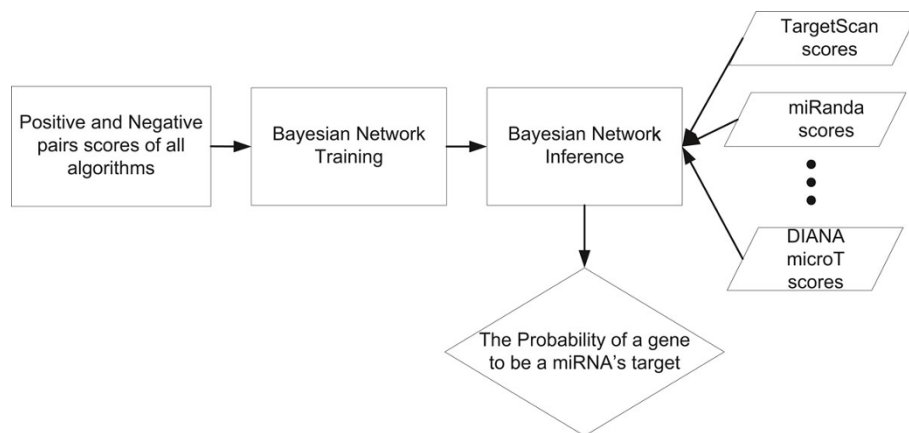 Positive and Negative
pairs scores of all
algorithms
Bayesian Network
Training
Bayesian Network
Inference
TargetScan
scores
miRanda
scores
DIANA
microT
scores
The Probability of a gene
to be a miRNA's target